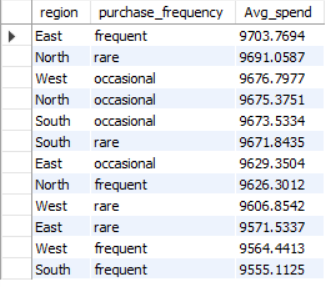 region purchase_frequency Avg_spend
East frequent 9703.7694
North rare 9691.0587
West occasional 9676.7977
North occasional 9675.3751
South occasional 9673.5334
South rare 9671.8435
East occasional 9629.3504
North frequent 9626.3012
West rare 9606.8542
East rare 9571.5337
West frequent 9564.4413
South frequent 9555.1125